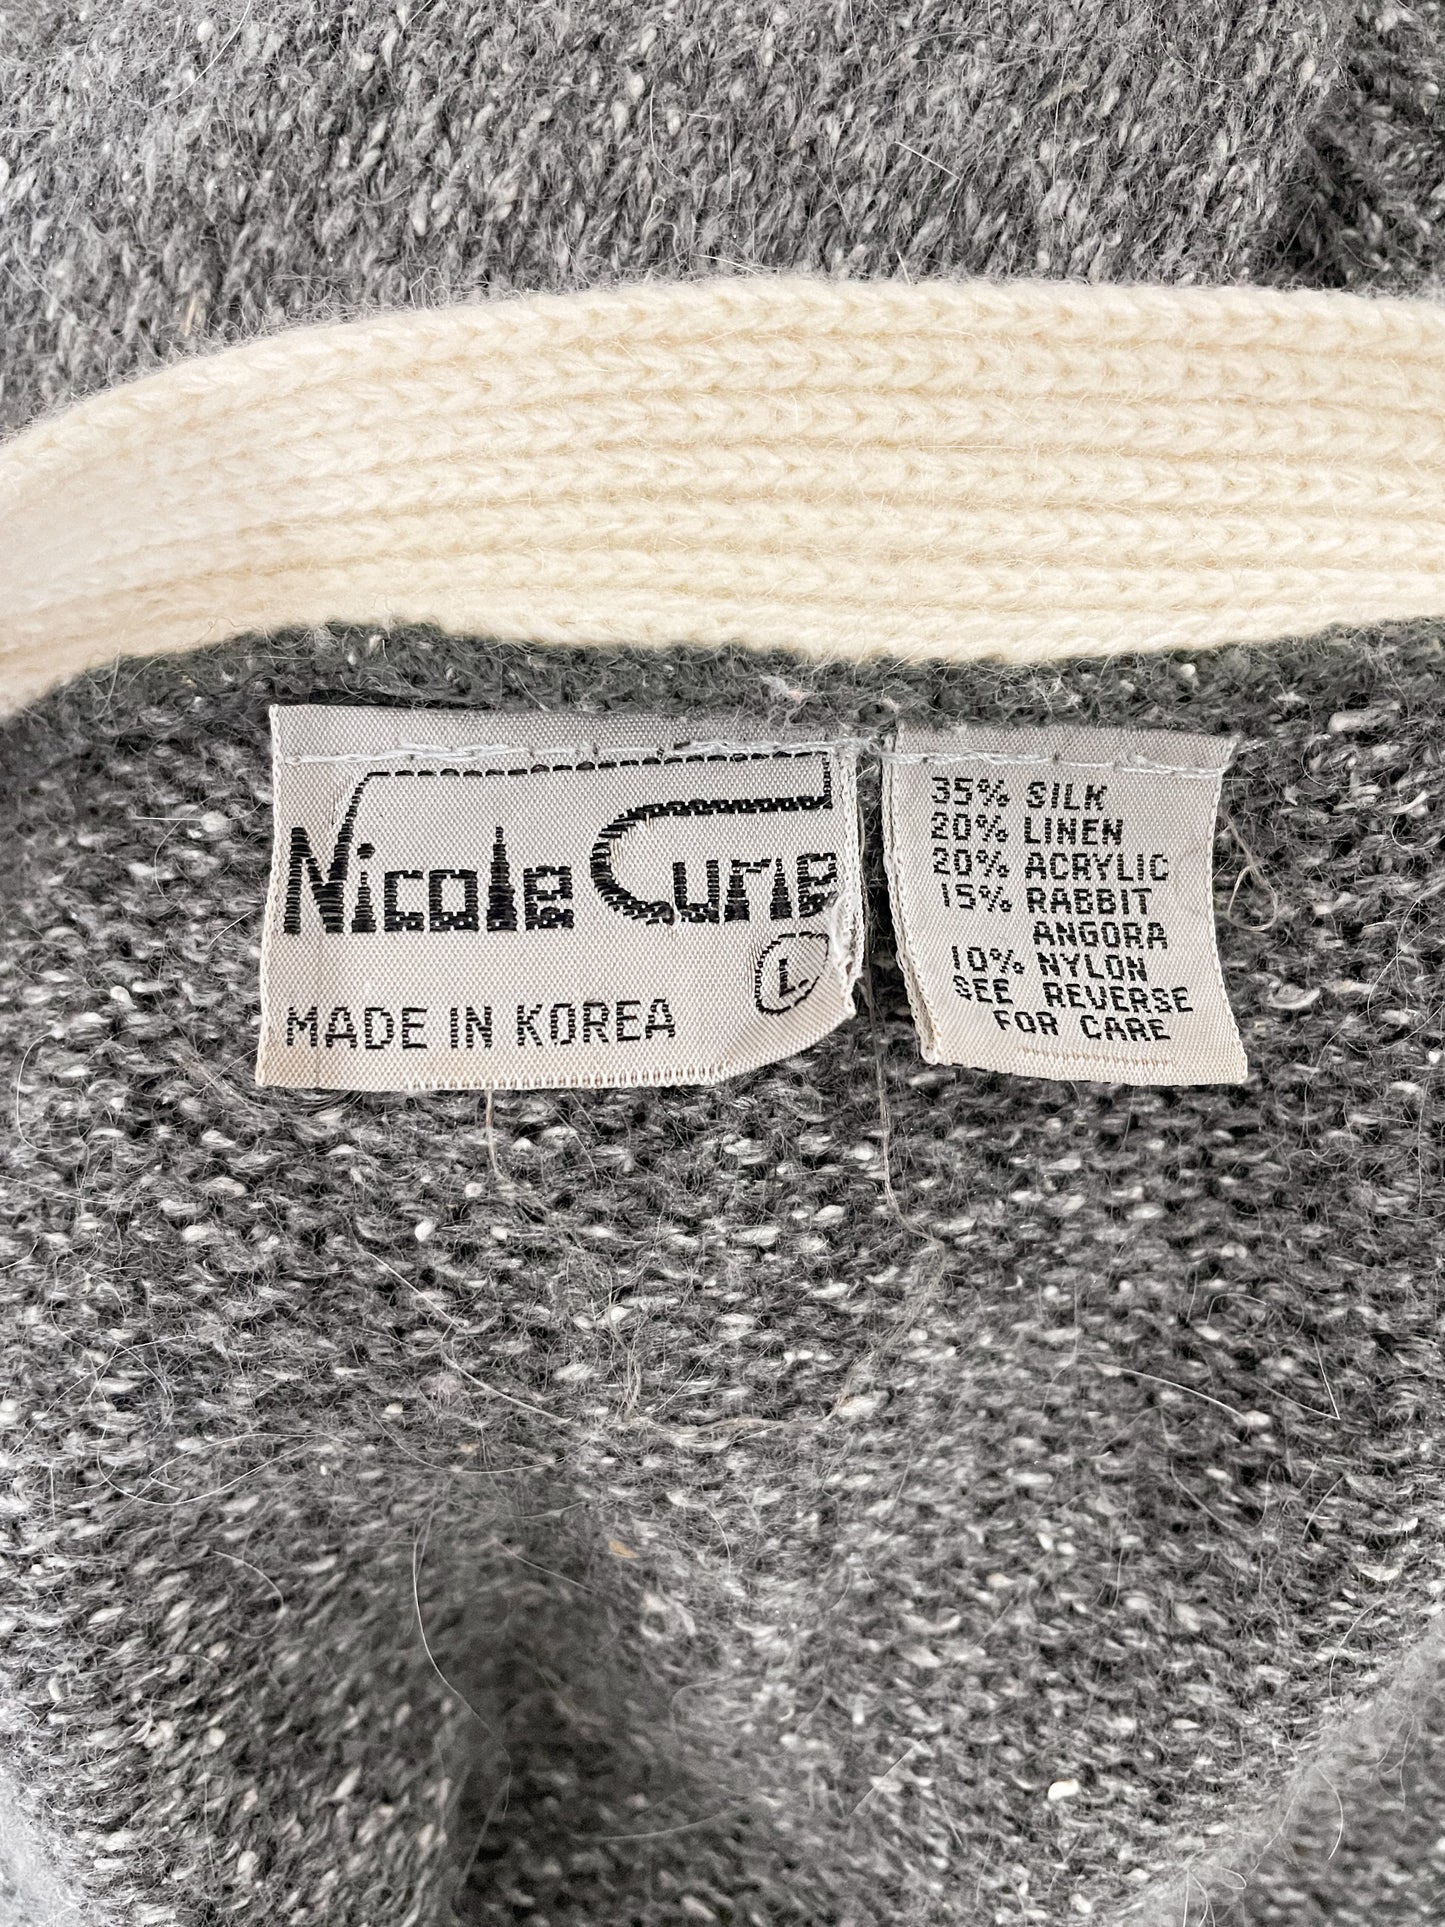 Nicole Curie
L
MADE IN KOREA
35% SILK
20% LINEN
20% ACRYLIC
15% RABBIT
ANGORA
10% NYLON
SEE REVERSE
FOR CARE